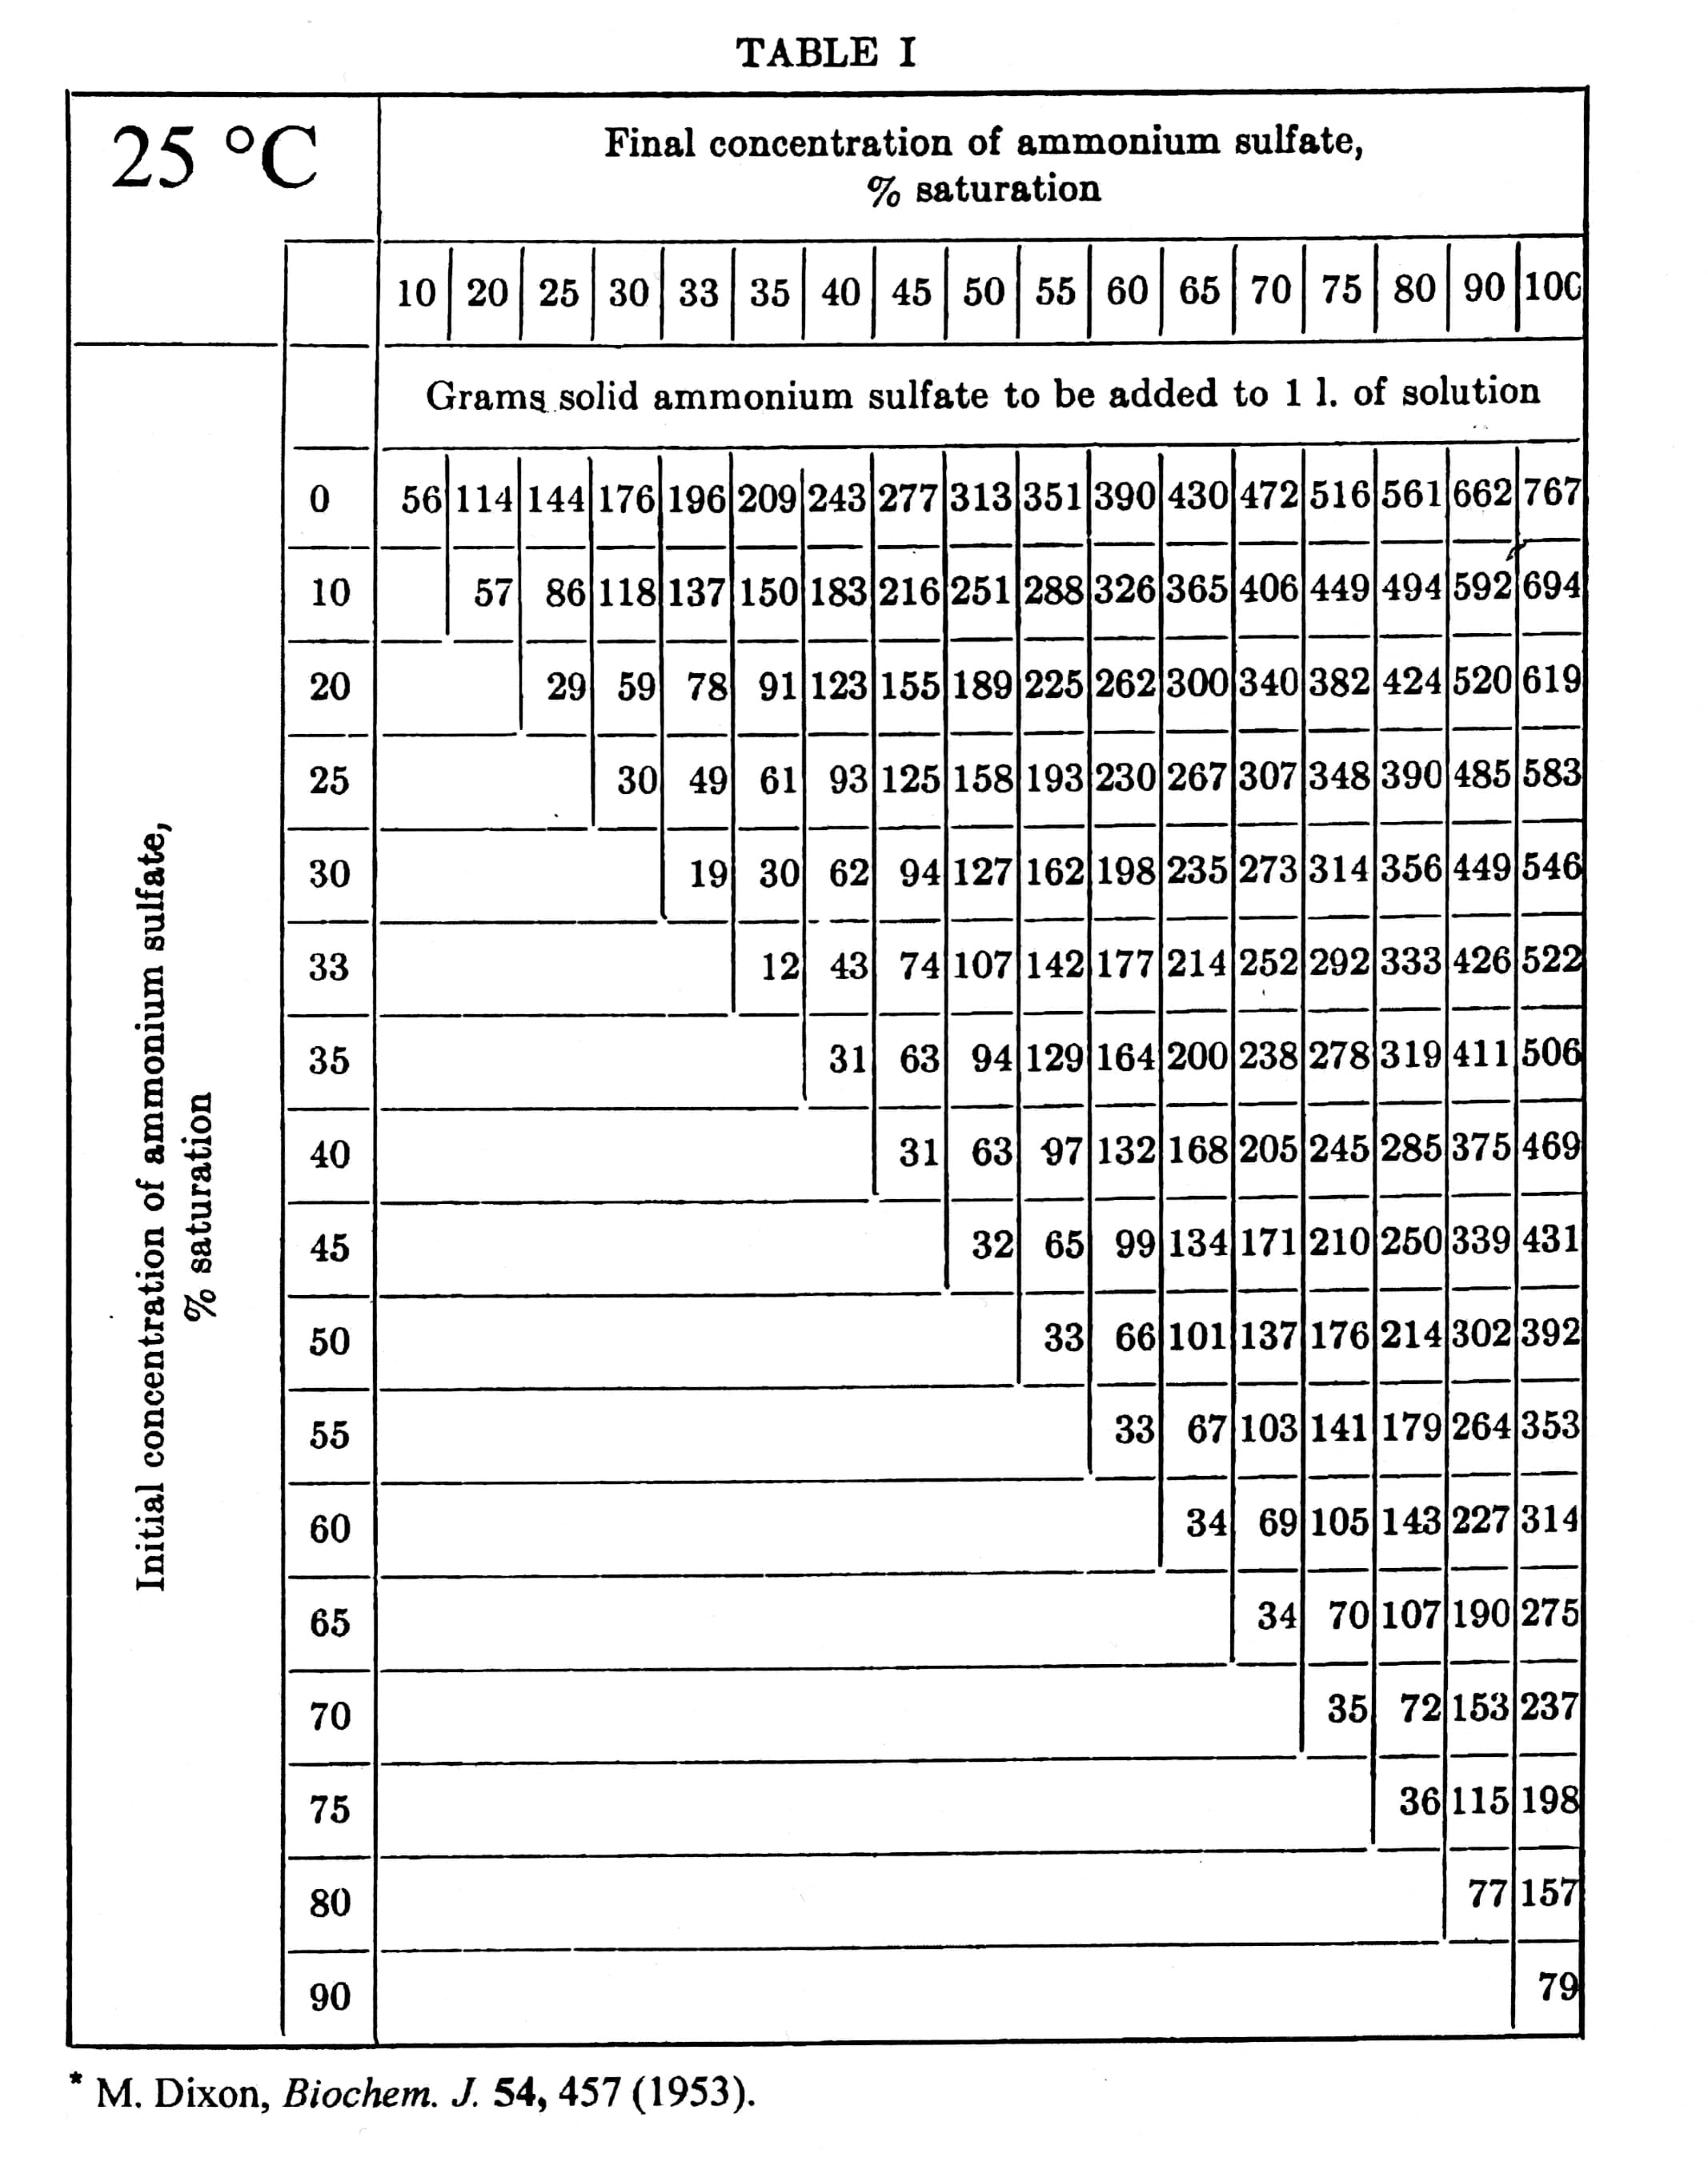 TABLE I
25 °C
Final concentration of ammonium sulfate,
% saturation
10 20 25 30 33 35 40 45 50 55 60 65 70 75 80 90 100
Grams solid ammonium sulfate to be added to 1 l. of solution
Initial concentration of ammonium sulfate,
% saturation
0 56 114 144 176 196 209 243 277 313 351 390 430 472 516 561 662 767
10 57 86 118 137 150 183 216 251 288 326 365 406 449 494 592 694
20 29 59 78 91 123 155 189 225 262 300 340 382 424 520 619
25 30 49 61 93 125 158 193 230 267 307 348 390 485 583
30 19 30 62 94 127 162 198 235 273 314 356 449 546
33 12 43 74 107 142 177 214 252 292 333 426 522
35 31 63 94 129 164 200 238 278 319 411 506
40 31 63 97 132 168 205 245 285 375 469
45 32 65 99 134 171 210 250 339 431
50 33 66 101 137 176 214 302 392
55 33 67 103 141 179 264 353
60 34 69 105 143 227 314
65 34 70 107 190 275
70 35 72 153 237
75 36 115 198
80 77 157
90 79
* M. Dixon, Biochem. J. 54, 457 (1953).